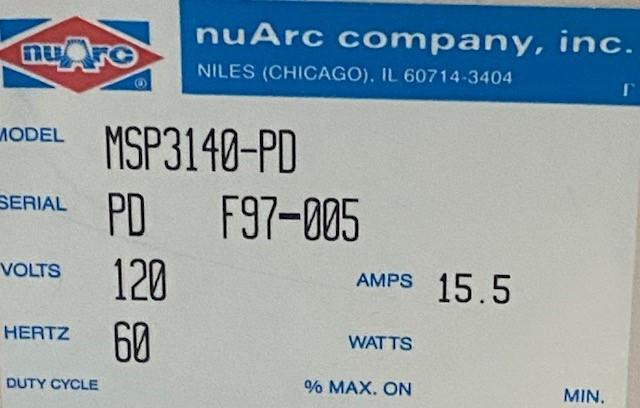 nuArc nuArc company, inc.
® NILES (CHICAGO), IL 60714-3404
MODEL MSP3140-PD
SERIAL PD F97-005
VOLTS 120 AMPS 15.5
HERTZ 60 WATTS
DUTY CYCLE % MAX. ON MIN.